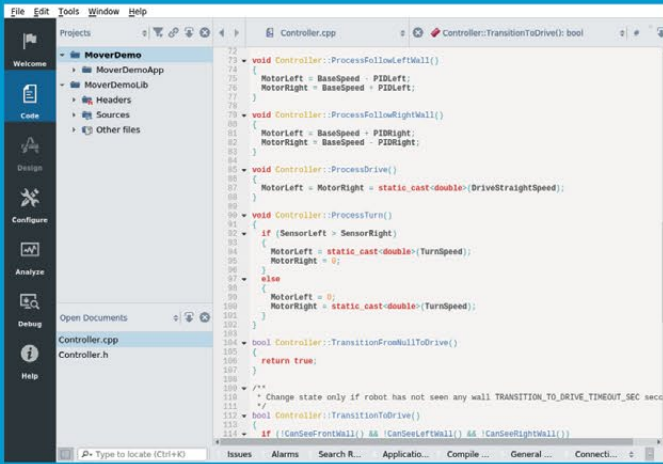 File Edit Tools Window Help
Projects
Controller.cpp
Controller::TransitionToDrive(): bool
#
Welcome
Code
Design
Configure
Analyze
Debug
Help
MoverDemo
MoverDemoApp
MoverDemoLib
Headers
Sources
Other files
Open Documents
Controller.cpp
Controller.h
72
73 void Controller::ProcessFollowLeftWall()
74 {
75 MotorLeft = BaseSpeed - PIDLeft;
76 MotorRight = BaseSpeed + PIDLeft;
77 }
78
79 void Controller::ProcessFollowRightWall()
80 {
81 MotorLeft = BaseSpeed + PIDRight;
82 MotorRight = BaseSpeed - PIDRight;
83 }
84
85 void Controller::ProcessDrive()
86 {
87 MotorLeft = MotorRight = static_cast<double>(DriveStraightSpeed);
88 }
89
90 void Controller::ProcessTurn()
91 {
92 if (SensorLeft > SensorRight)
93 {
94 MotorLeft = static_cast<double>(TurnSpeed);
95 MotorRight = 0;
96 }
97 else
98 {
99 MotorLeft = 0;
100 MotorRight = static_cast<double>(TurnSpeed);
101 }
102 }
103
104 bool Controller::TransitionFromNullToDrive()
105 {
106 return true;
107 }
108
109 /**
110 * Change state only if robot has not seen any wall TRANSITION_TO_DRIVE_TIMEOUT_SEC seco
111 */
112 bool Controller::TransitionToDrive()
113 {
114 if (!CanSeeFrontWall() && !CanSeeLeftWall() && !CanSeeRightWall())
Type to locate (Ctrl+K)
Issues Alarms Search R... Applicatio... Compile ... General ... Connecti...